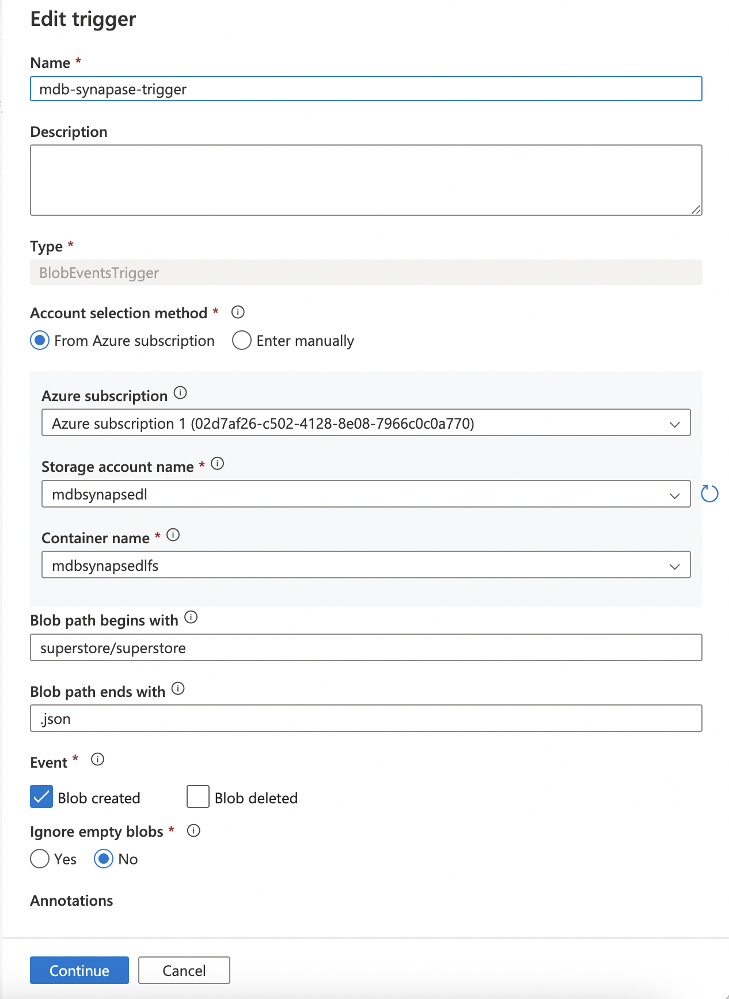 Edit trigger
Name *
mdb-synapase-trigger
Description
Type *
BlobEventsTrigger
Account selection method *
From Azure subscription Enter manually
Azure subscription
Azure subscription 1 (02d7af26-c502-4128-8e08-7966c0c0a770)
Storage account name *
mdbsynapsedl
Container name *
mdbsynapsedlfs
Blob path begins with
superstore/superstore
Blob path ends with
.json
Event *
Blob created Blob deleted
Ignore empty blobs *
Yes No
Annotations
Continue Cancel